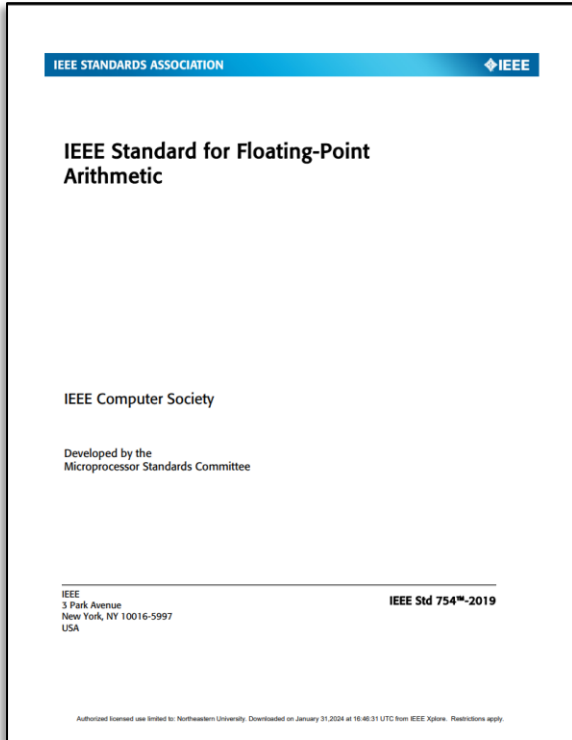 IEEE STANDARDS ASSOCIATION
IEEE
IEEE Standard for Floating-Point
Arithmetic
IEEE Computer Society
Developed by the
Microprocessor Standards Committee
IEEE
3 Park Avenue
New York, NY 10016-5997
USA
IEEE Std 754™-2019
Authorized licensed use limited to: Northeastern University. Downloaded on January 31,2024 at 16:46:31 UTC from IEEE Xplore. Restrictions apply.